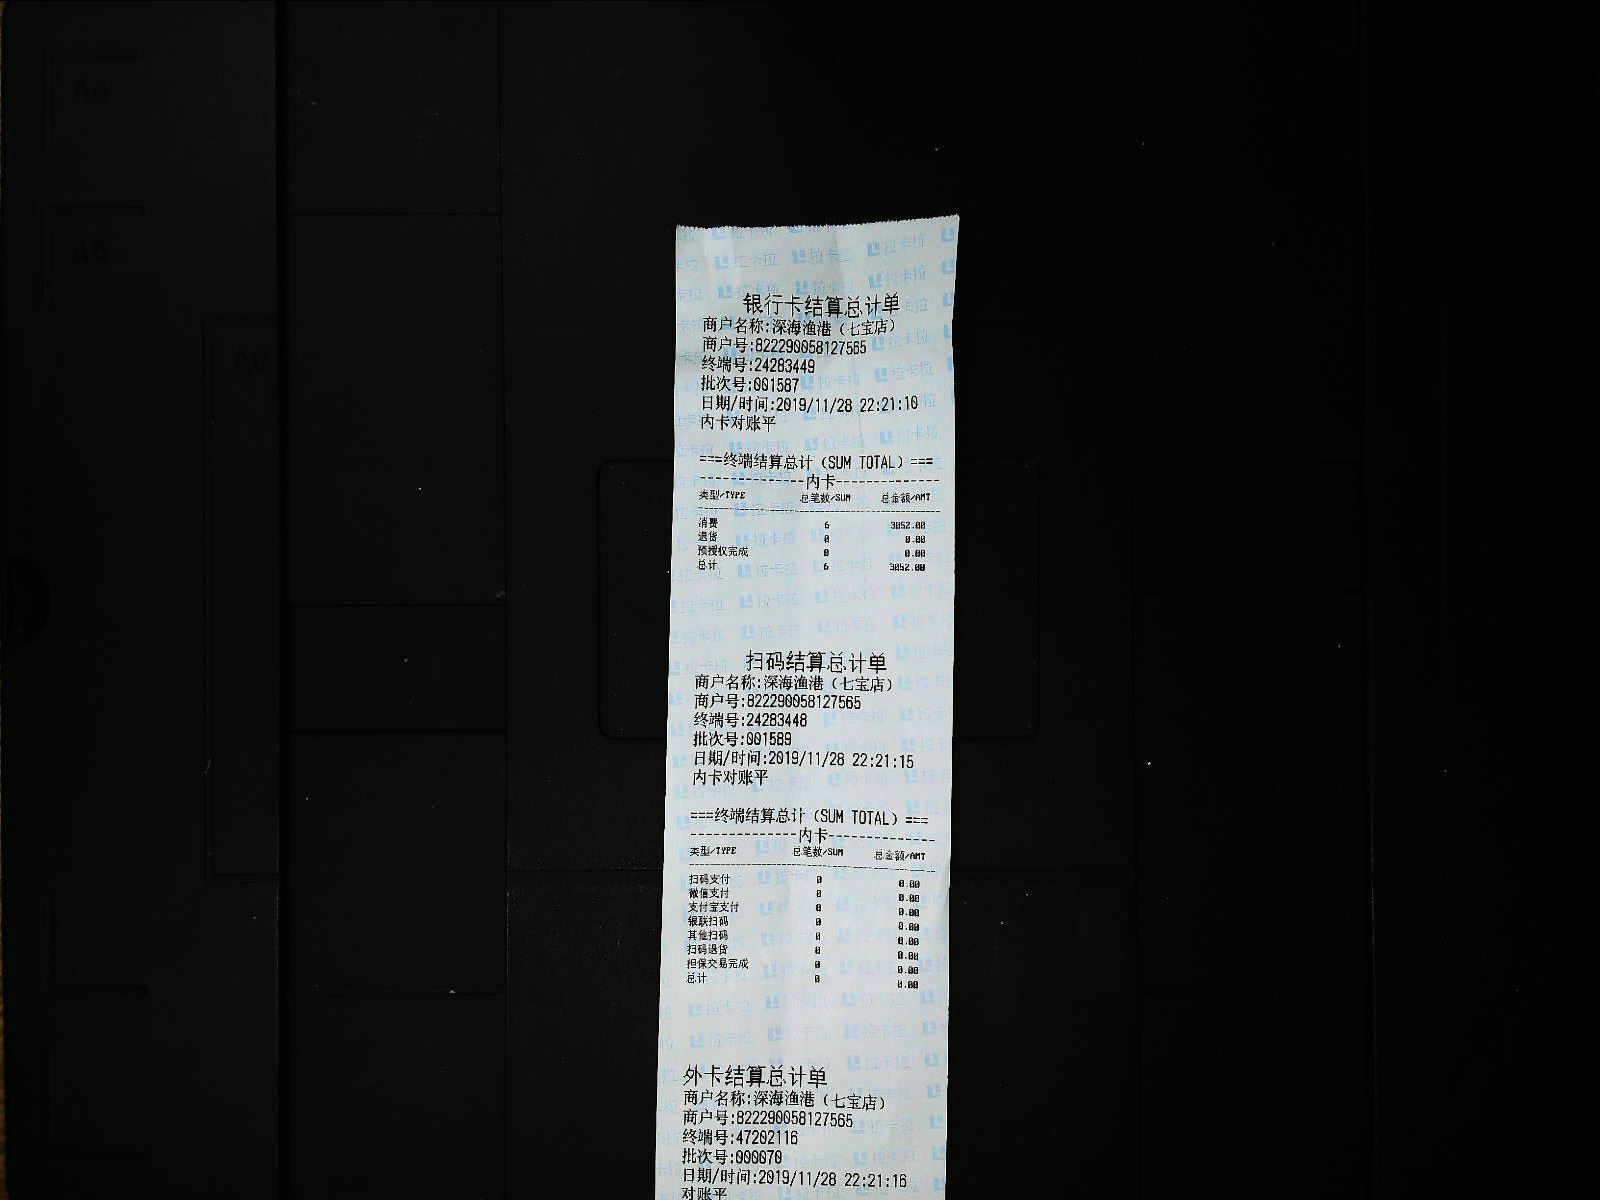 A4
A5
A6
银行卡结算总计单
商户名称:深海渔港（七宝店）
商户号:822290058127565
终端号:24283449
批次号:001587
日期/时间:2019/11/28 22:21:10
内卡对账平
===终端结算总计（SUM TOTAL）===
--------------内卡--------------
类型/TYPE 总笔数/SUM 总金额/AMT
消费 6 3052.00
退货 0 0.00
预授权完成 0 0.00
总计 6 3052.00
扫码结算总计单
商户名称:深海渔港（七宝店）
商户号:822290058127565
终端号:24283448
批次号:001589
日期/时间:2019/11/28 22:21:15
内卡对账平
===终端结算总计（SUM TOTAL）===
--------------内卡--------------
类型/TYPE 总笔数/SUM 总金额/AMT
扫码支付 0 0.00
微信支付 0 0.00
支付宝支付 0 0.00
银联扫码 0 0.00
其他扫码 0 0.00
扫码退货 0 0.00
担保交易完成 0 0.00
总计 0 0.00
外卡结算总计单
商户名称:深海渔港（七宝店）
商户号:822290058127565
终端号:47202116
批次号:000070
日期/时间:2019/11/28 22:21:16
对账平